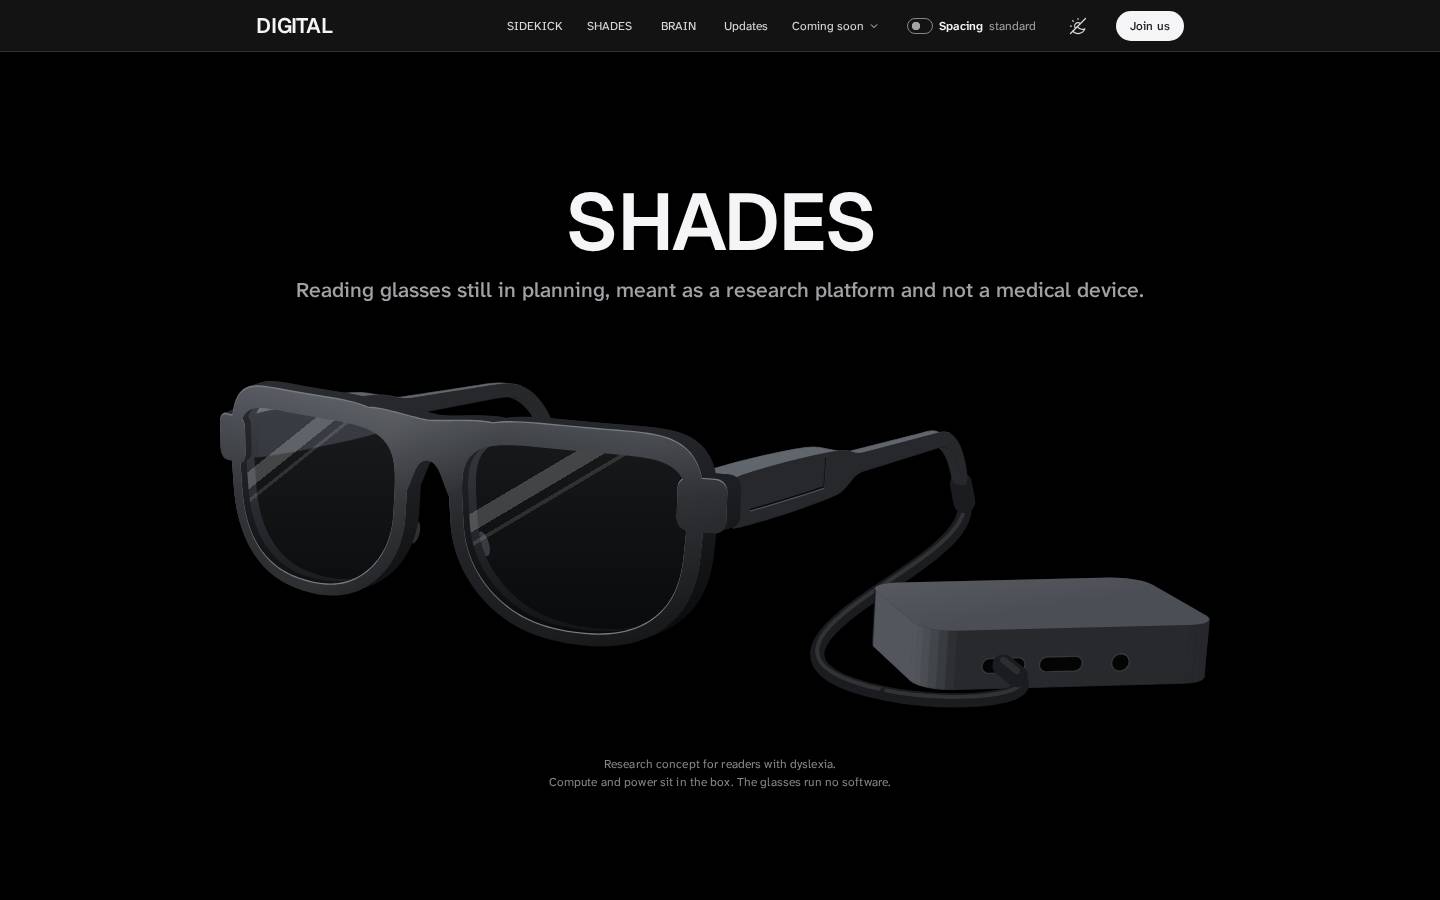 DIGITAL
SIDEKICK SHADES BRAIN Updates Coming soon Spacing standard Join us
SHADES
Reading glasses still in planning, meant as a research platform and not a medical device.
Research concept for readers with dyslexia.
Compute and power sit in the box. The glasses run no software.